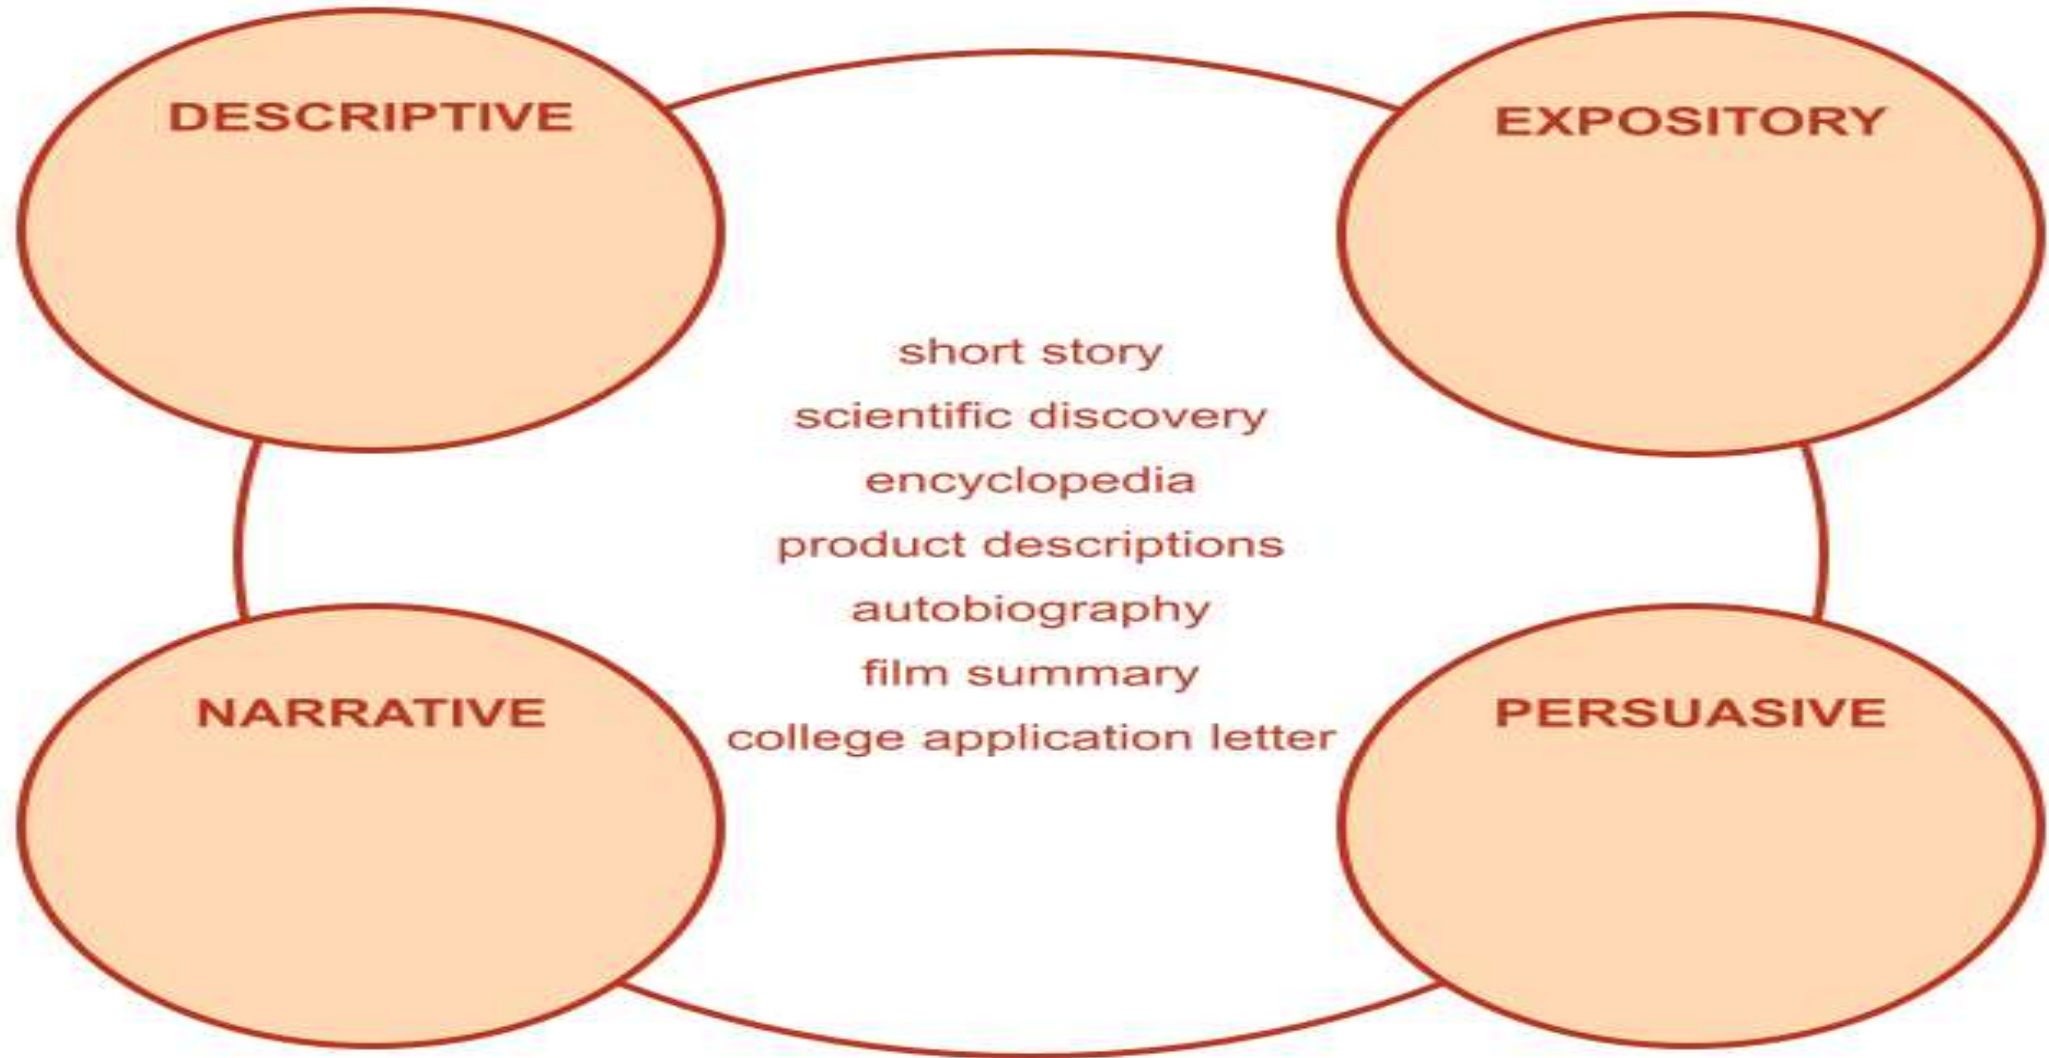 DESCRIPTIVE
EXPOSITORY
short story
scientific discovery
encyclopedia
product descriptions
autobiography
film summary
college application letter
NARRATIVE
PERSUASIVE